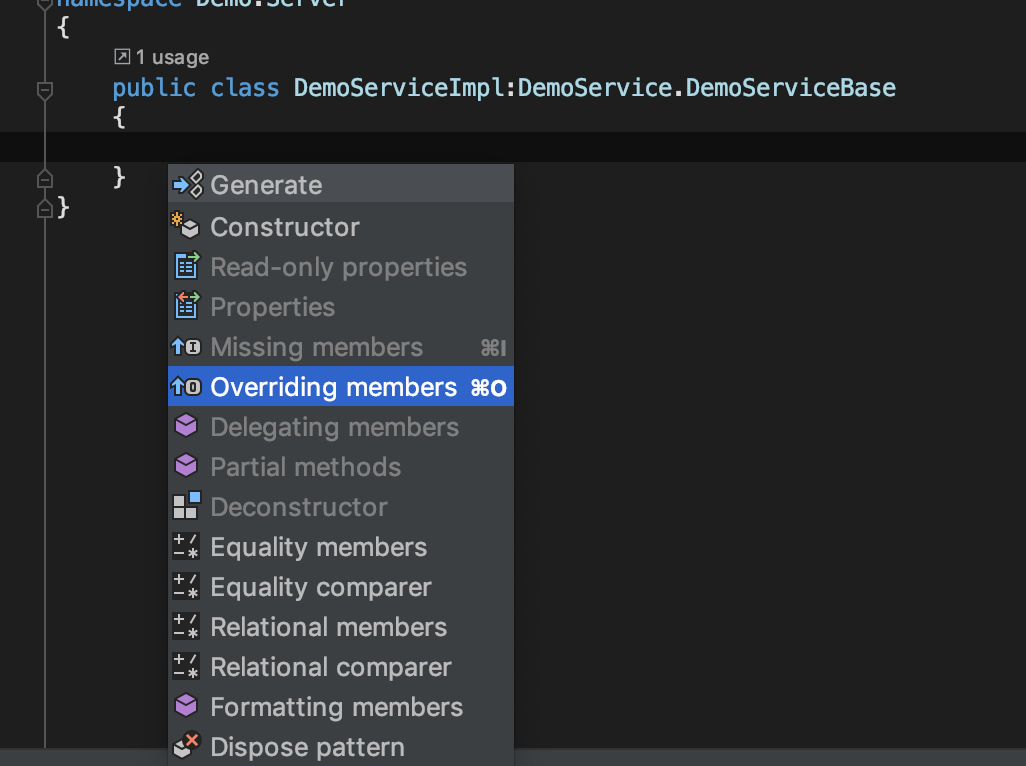 namespace Demo.Server
{
1 usage
public class DemoServiceImpl:DemoService.DemoServiceBase
{
}
}
Generate
Constructor
Read-only properties
Properties
Missing members ⌘I
Overriding members ⌘O
Delegating members
Partial methods
Deconstructor
Equality members
Equality comparer
Relational members
Relational comparer
Formatting members
Dispose pattern